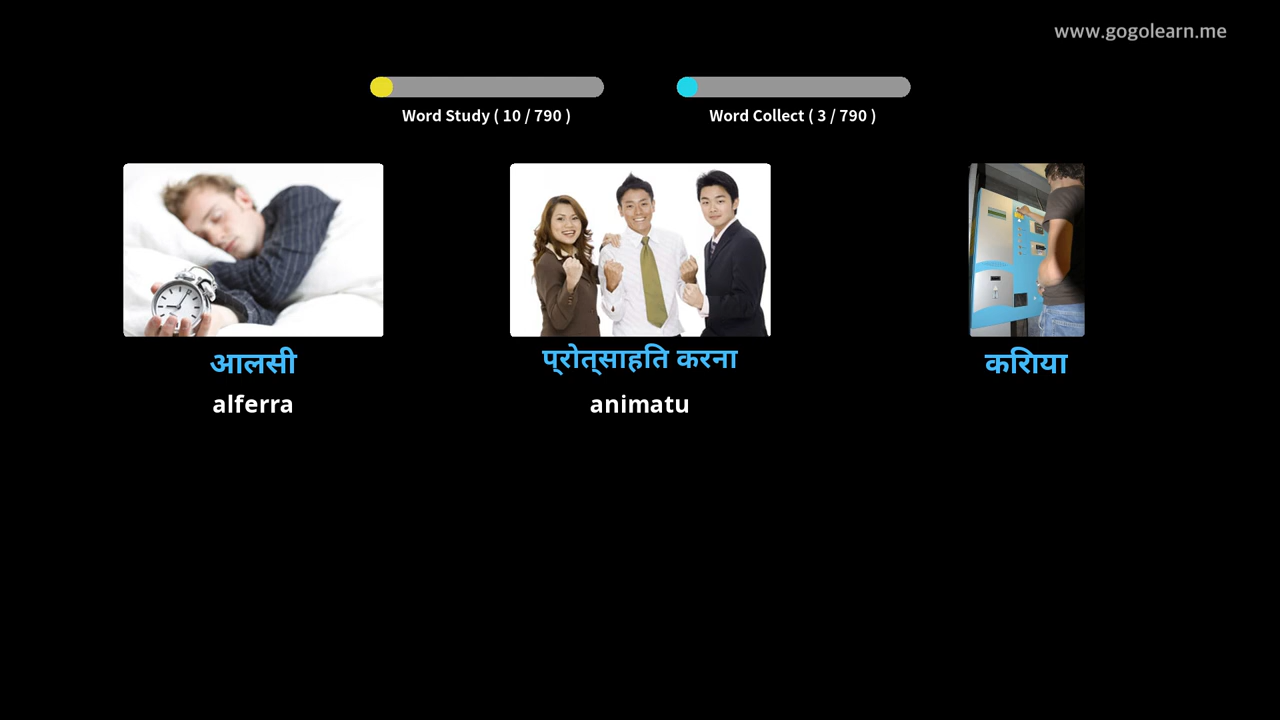 www.gogolearn.me
Word Study ( 10 / 790 )
Word Collect ( 3 / 790 )
आलसी
प्रोत्साहति करना
करिाया
alferra
animatu